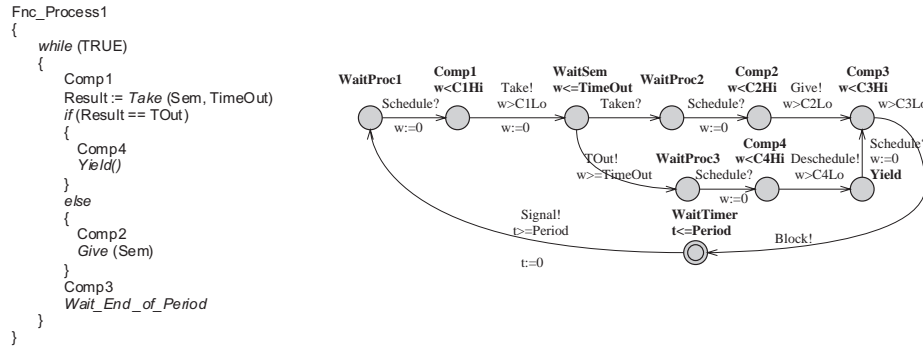 Fnc_Process1
{
while (TRUE)
{
Comp1
Result := Take (Sem, TimeOut)
if (Result == TOut)
{
Comp4
Yield()
}
else
{
Comp2
Give (Sem)
}
Comp3
Wait_End_of_Period
}
}
WaitProc1
Comp1
w<C1Hi
WaitSem
w<=TimeOut
WaitProc2
Comp2
w<C2Hi
Comp3
w<C3Hi
Schedule?
w:=0
Take!
w>C1Lo
w:=0
Taken?
Schedule?
w:=0
Give!
w>C2Lo
w>C3Lo
TOut!
w>=TimeOut
WaitProc3
Schedule?
w:=0
Comp4
w<C4Hi
Deschedule!
w>C4Lo
Schedule?
w:=0
Yield
Signal!
t>=Period
t:=0
WaitTimer
t<=Period
Block!